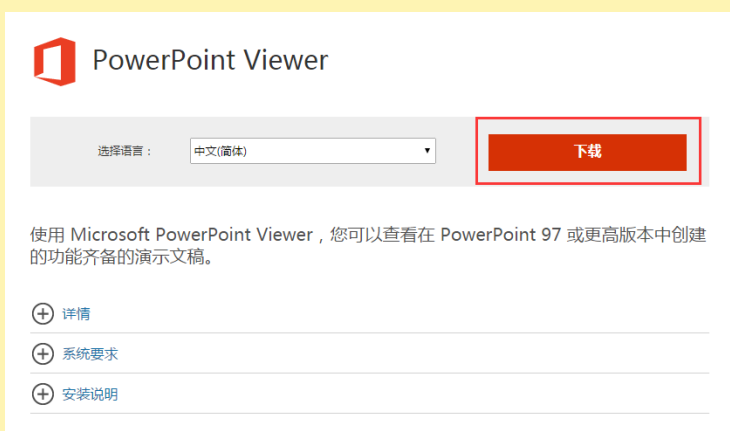 PowerPoint Viewer
选择语言：
中文(简体)
下载
使用 Microsoft PowerPoint Viewer，您可以查看在 PowerPoint 97 或更高版本中创建
的功能齐备的演示文稿。
详情
系统要求
安装说明